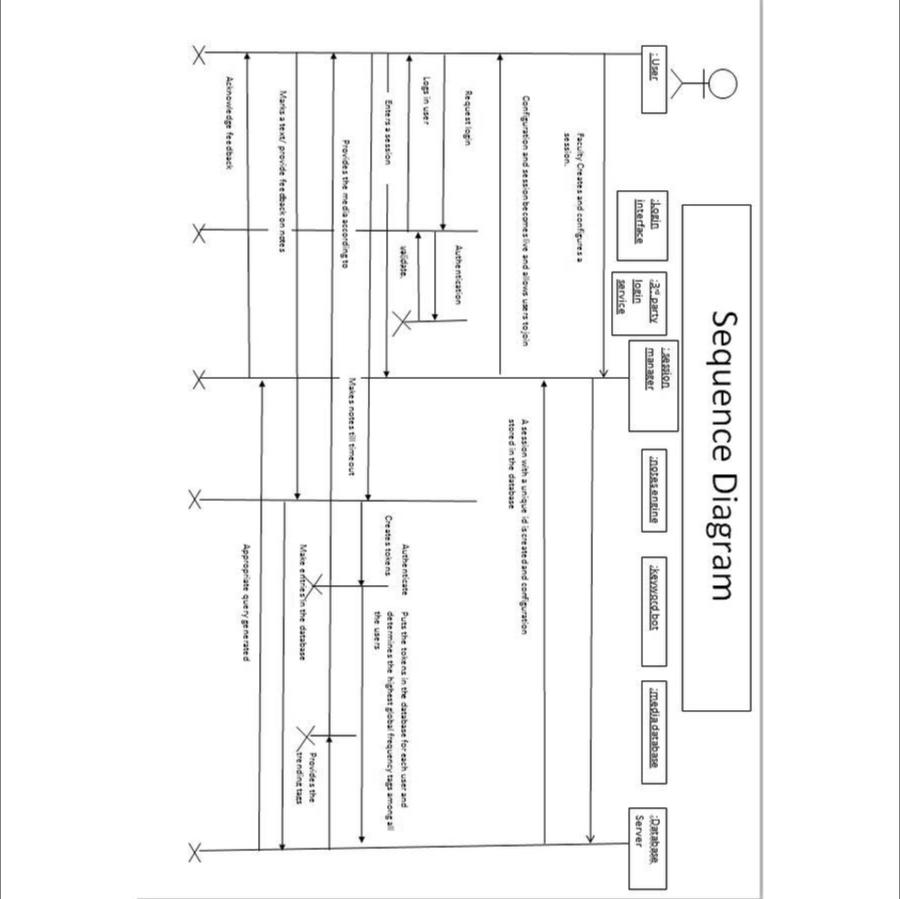 Sequence Diagram
: User
:Login
interface
:3rd party
login
service
:session
manager
:notes engine
:keyword bot
:media database
:Database
Server
Faculty Creates and configures a
session.
Configuration and session becomes live and allows users to join
A session with a unique id is created and configuration
stored in the database
Request login
Authentication
Logs in user
validate.
Enters a session
Makes notes till timeout
Authenticate
Creates tokens
Puts the tokens in the database for each user and
determines the highest global frequency tags among all
the users
Provides the media according to
Provides the
trending tags
Marks a text/ provide feedback on notes
Make entries in the database
Appropriate query generated
Acknowledge feedback